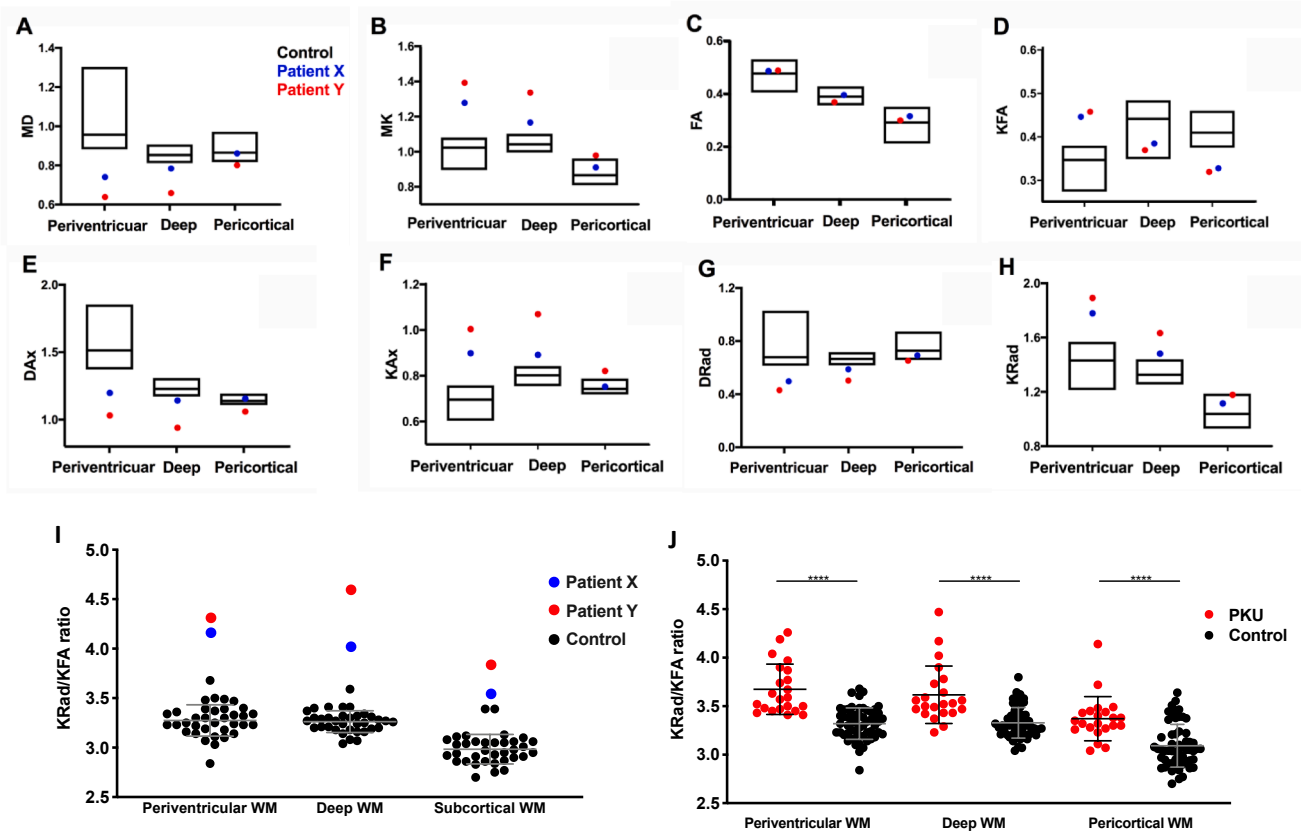 A
MD
1.4
1.2
1.0
0.8
0.6
Control
Patient X
Patient Y
Periventricuar Deep Pericortical
B
MK
1.6
1.4
1.2
1.0
0.8
Periventricuar Deep Pericortical
C
FA
0.6
0.4
0.2
0.0
Periventricuar Deep Pericortical
D
KFA
0.6
0.5
0.4
0.3
Periventricuar Deep Pericortical
E
DAx
2.0
1.5
1.0
Periventricuar Deep Pericortical
F
KAx
1.2
1.0
0.8
0.6
Periventricuar Deep Pericortical
G
DRad
1.2
0.8
0.4
0.0
Periventricuar Deep Pericortical
H
KRad
2.0
1.6
1.2
0.8
Periventricuar Deep Pericortical
I
KRad/KFA ratio
5.0
4.5
4.0
3.5
3.0
2.5
Patient X
Patient Y
Control
Periventricular WM Deep WM Subcortical WM
J
KRad/KFA ratio
5.0
4.5
4.0
3.5
3.0
2.5
**** **** ****
PKU
Control
Periventricular WM Deep WM Pericortical WM